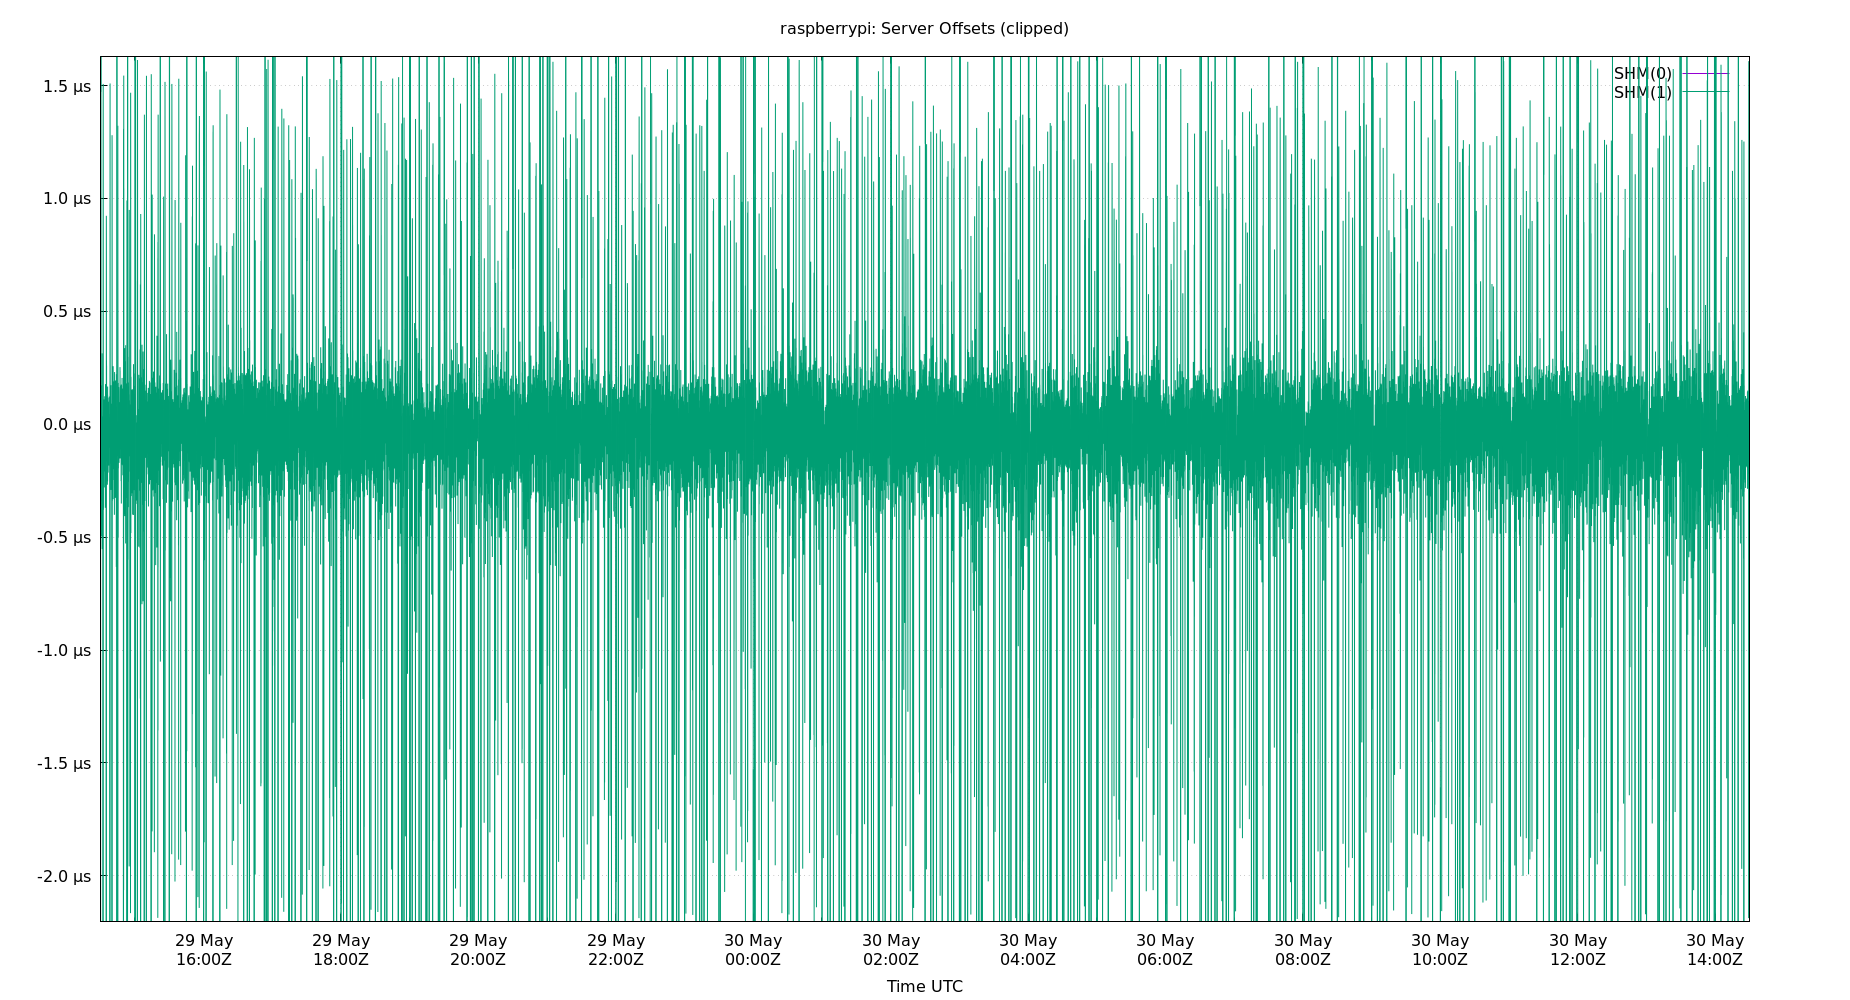 raspberrypi: Server Offsets (clipped)
SHM(0)
SHM(1)
1.5 µs
1.0 µs
0.5 µs
0.0 µs
-0.5 µs
-1.0 µs
-1.5 µs
-2.0 µs
29 May 29 May 29 May 29 May 30 May 30 May 30 May 30 May 30 May 30 May 30 May 30 May
16:00Z 18:00Z 20:00Z 22:00Z 00:00Z 02:00Z 04:00Z 06:00Z 08:00Z 10:00Z 12:00Z 14:00Z
Time UTC